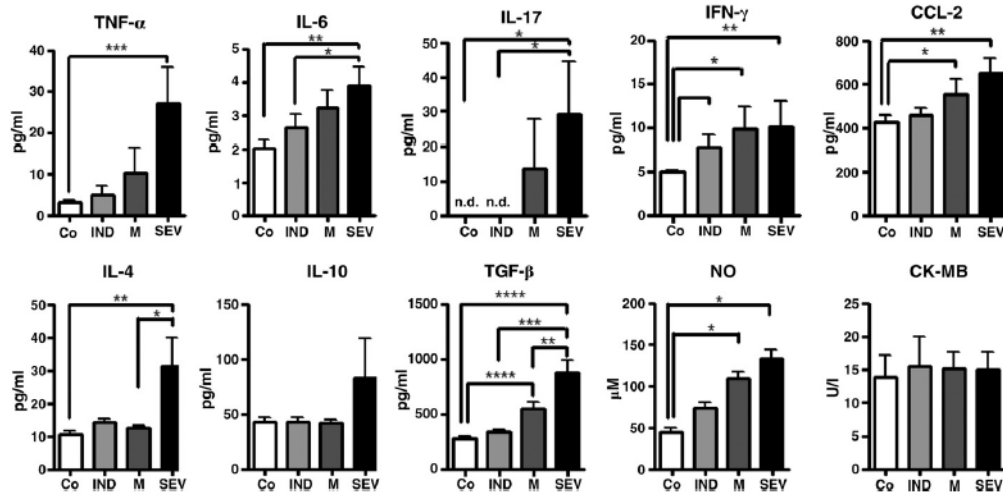 TNF-α
40
30
20
10
0
pg/ml
***
Co IND M SEV
IL-6
6
5
4
3
2
1
0
pg/ml
**
*
Co IND M SEV
IL-17
50
40
30
20
10
0
pg/ml
*
*
n.d. n.d.
Co IND M SEV
IFN-γ
20
15
10
5
0
pg/ml
**
*
Co IND M SEV
CCL-2
800
600
400
200
0
pg/ml
**
*
Co IND M SEV
IL-4
50
40
30
20
10
0
pg/ml
**
*
Co IND M SEV
IL-10
150
100
50
0
pg/ml
Co IND M SEV
TGF-β
1500
1000
500
0
pg/ml
****
***
**
****
Co IND M SEV
NO
200
150
100
50
0
μM
*
*
Co IND M SEV
CK-MB
25
20
15
10
5
0
U/l
Co IND M SEV